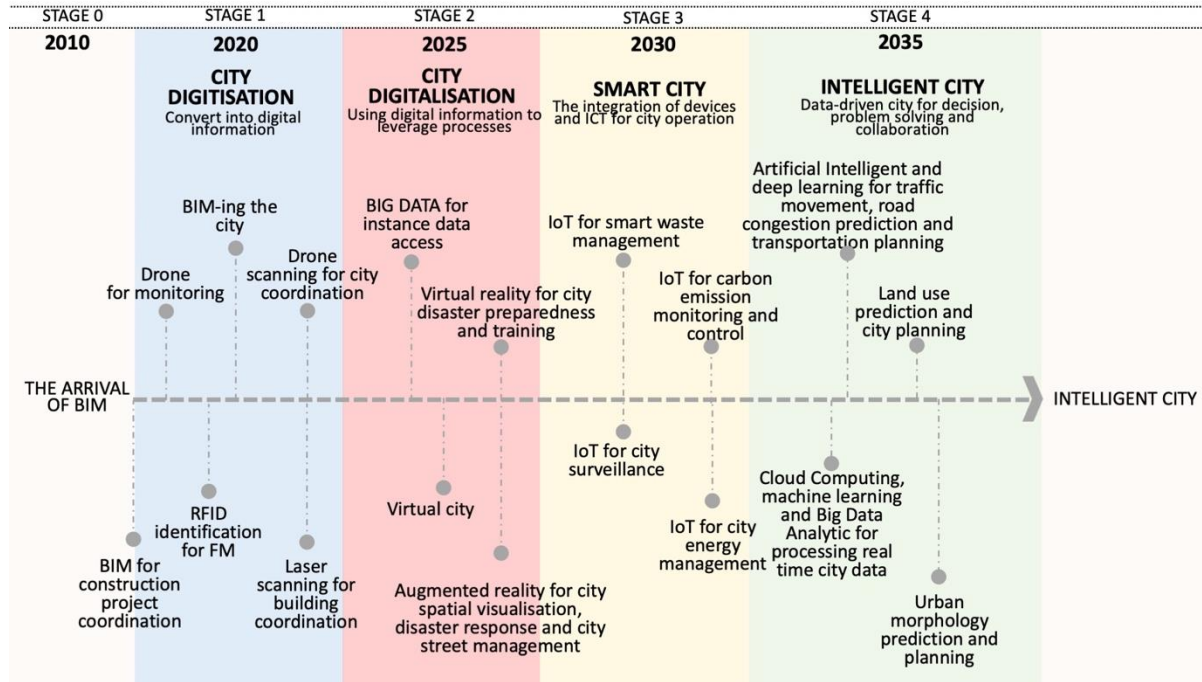 STAGE 0
STAGE 1
STAGE 2
STAGE 3
STAGE 4
2010
2020
2025
2030
2035
CITY
DIGITISATION
Convert into digital
information
CITY
DIGITALISATION
Using digital information to
leverage processes
SMART CITY
The integration of devices
and ICT for city operation
INTELLIGENT CITY
Data-driven city for decision,
problem solving and
collaboration
Drone
for monitoring
BIM-ing the
city
Drone
scanning for city
coordination
BIG DATA for
instance data
access
Virtual reality for city
disaster preparedness
and training
IoT for smart waste
management
IoT for carbon
emission
monitoring and
control
Artificial Intelligent and
deep learning for traffic
movement, road
congestion prediction and
transportation planning
Land use
prediction and
city planning
THE ARRIVAL
OF BIM
INTELLIGENT CITY
BIM for
construction
project
coordination
RFID
identification
for FM
Laser
scanning for
building
coordination
Virtual city
Augmented reality for city
spatial visualisation,
disaster response and city
street management
IoT for city
surveillance
IoT for city
energy
management
Cloud Computing,
machine learning
and Big Data
Analytic for
processing real
time city data
Urban
morphology
prediction and
planning